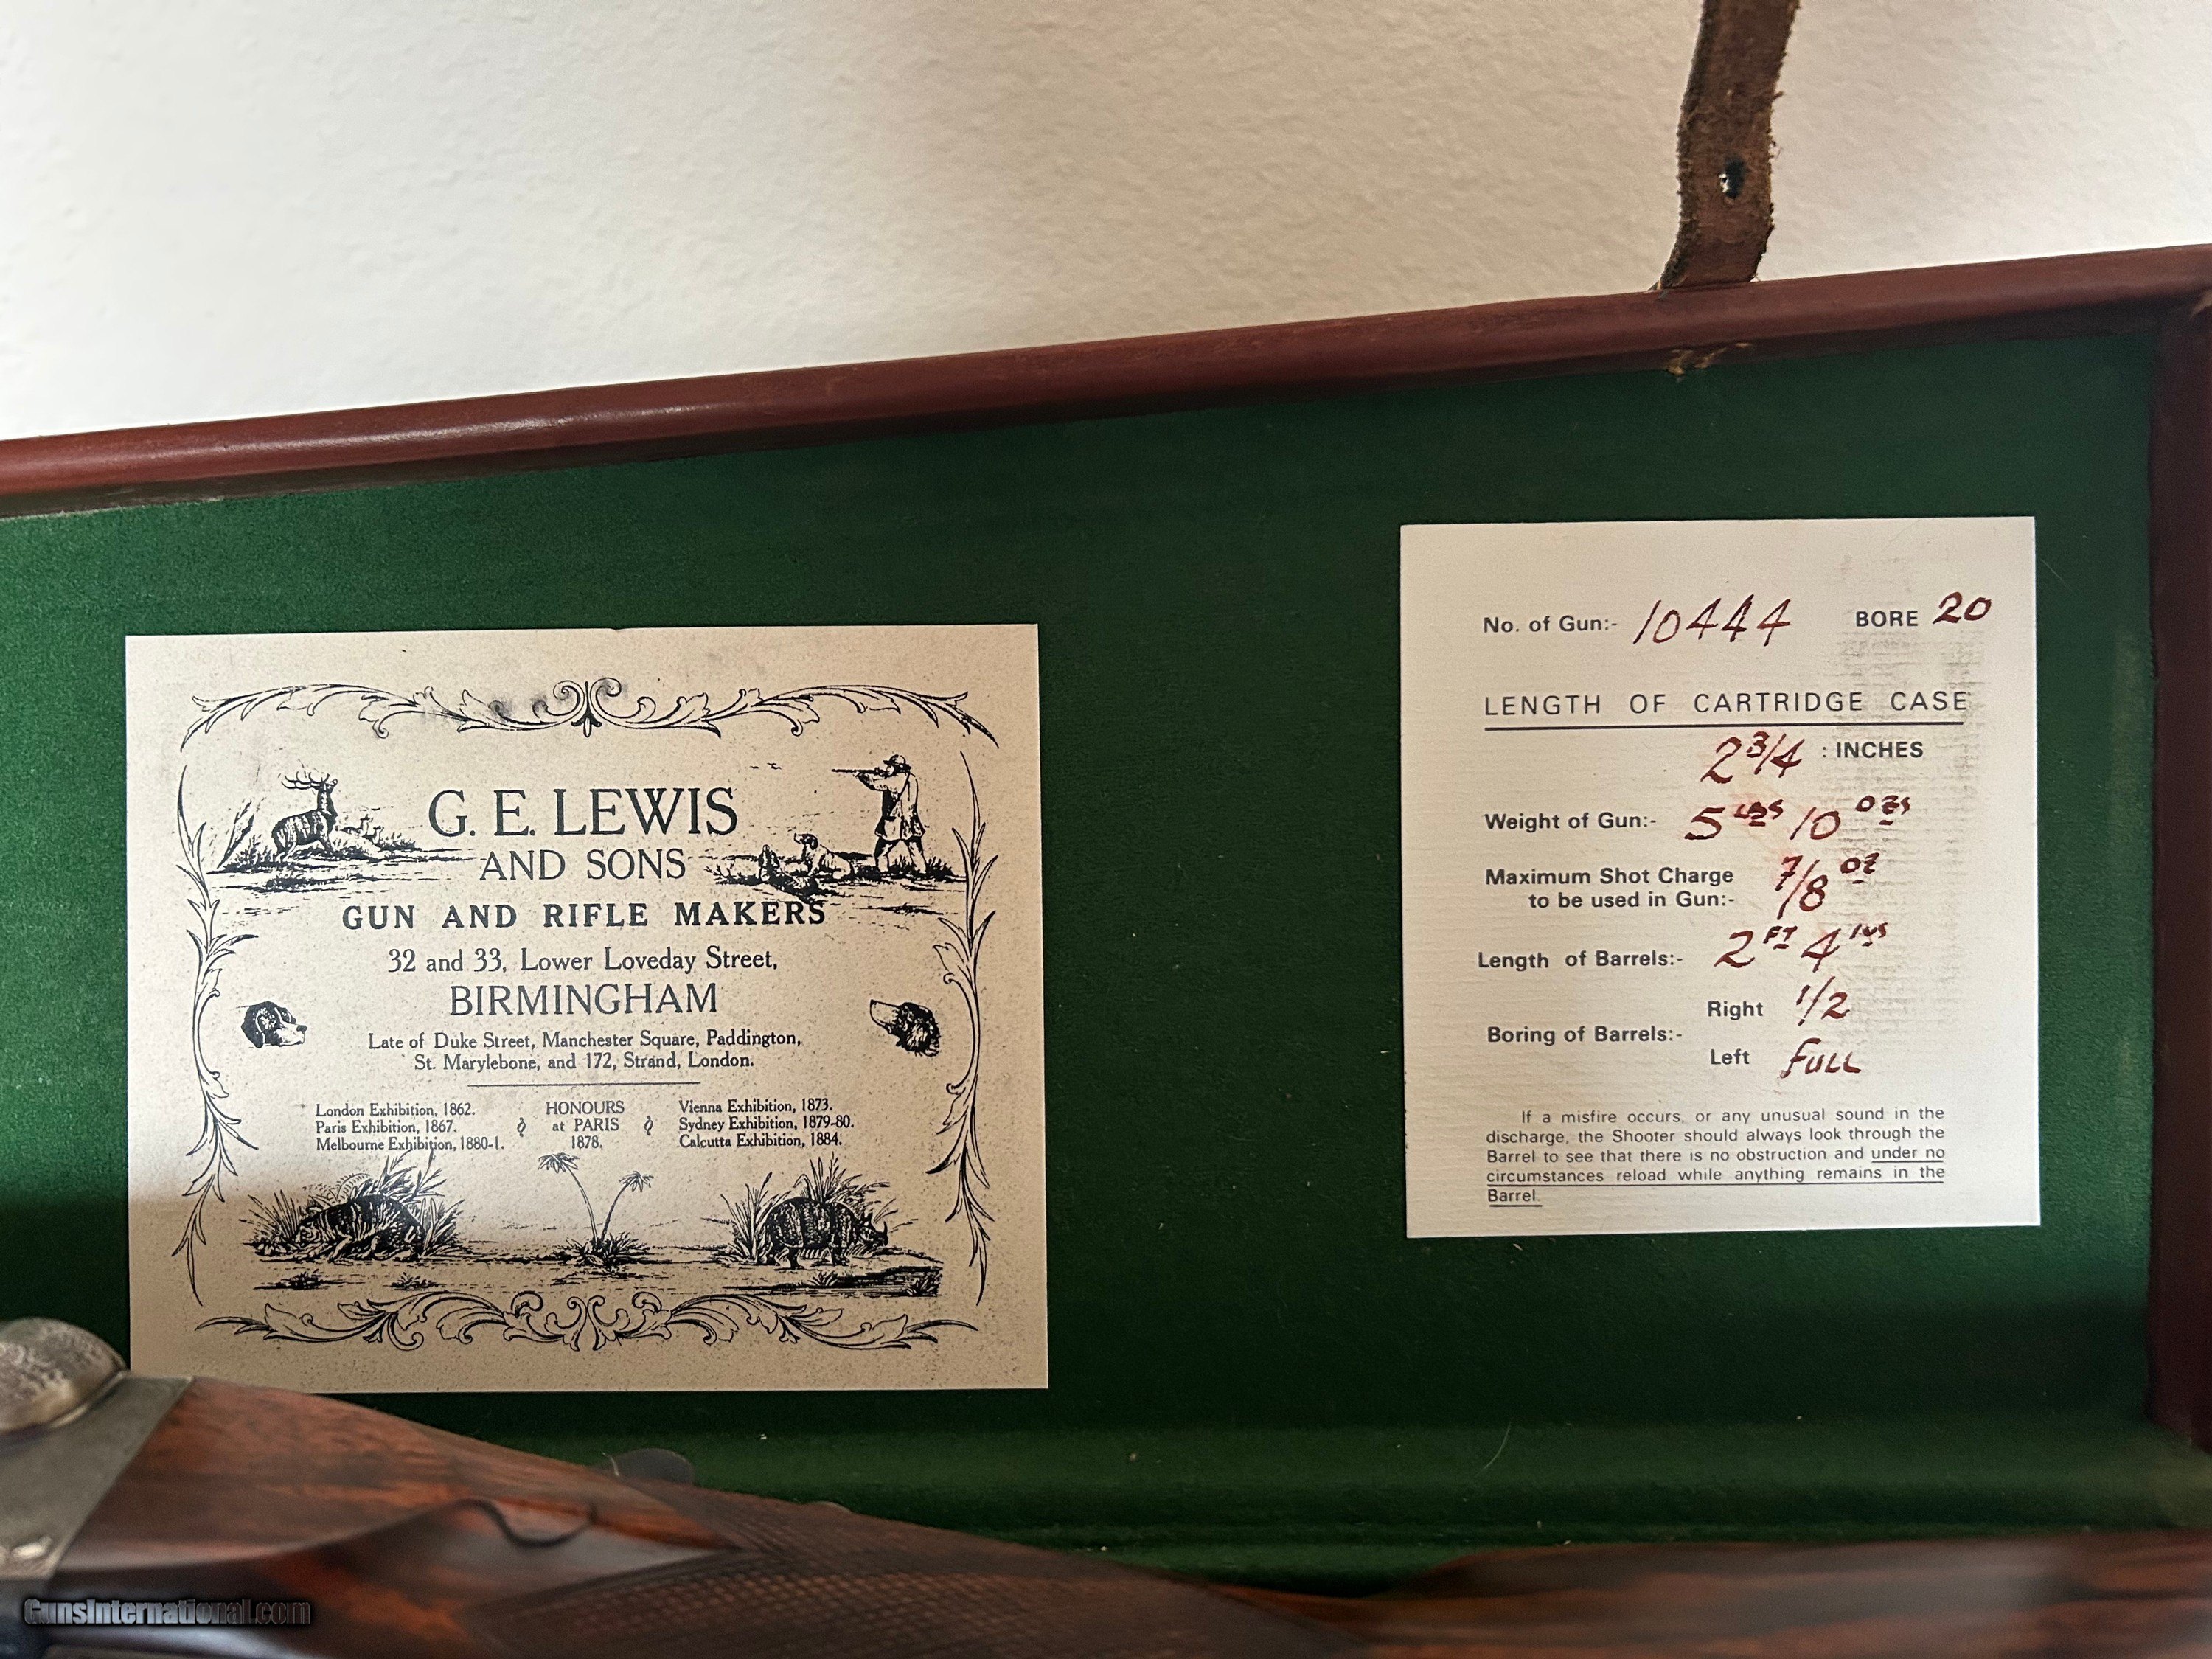 G. E. LEWIS
AND SONS
GUN AND RIFLE MAKERS
32 and 33, Lower Loveday Street,
BIRMINGHAM
Late of Duke Street, Manchester Square, Paddington,
St. Marylebone, and 172, Strand, London.
London Exhibition, 1862.
Paris Exhibition, 1867.
Melbourne Exhibition, 1880-1.
HONOURS
at PARIS
1878.
Vienna Exhibition, 1873.
Sydney Exhibition, 1879-80.
Calcutta Exhibition, 1884.
No. of Gun:- 10444 BORE 20
LENGTH OF CARTRIDGE CASE
2 3/4 : INCHES
Weight of Gun:- 5 LBS 10 OZS
Maximum Shot Charge
to be used in Gun:- 7/8 OZ
Length of Barrels:- 2 FT 4 INS
Right 1/2
Boring of Barrels:-
Left FULL
If a misfire occurs, or any unusual sound in the
discharge, the Shooter should always look through the
Barrel to see that there is no obstruction and under no
circumstances reload while anything remains in the
Barrel.
GunsInternational.com